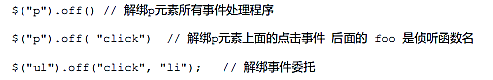 $("p").off() // 解绑p元素所有事件处理程序
$("p").off( "click")  // 解绑p元素上面的点击事件 后面的 foo 是侦听函数名
$("ul").off("click", "li");   // 解绑事件委托